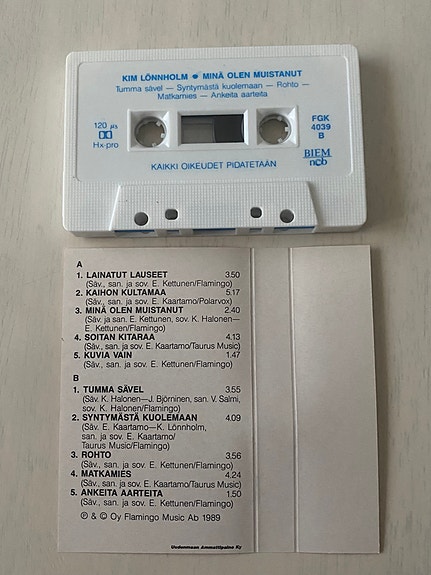 KIM LÖNNHOLM ● MINÄ OLEN MUISTANUT
Tumma sävel — Syntymästä kuolemaan — Rohto —
Matkamies — Ankeita aarteita
120 µs
Hx-pro
FGK
4039
B
BIEM
ncb
KAIKKI OIKEUDET PIDÄTETÄÄN
A
1. LAINATUT LAUSEET 3.50
(Säv., san. ja sov. E. Kettunen/Flamingo)
2. KAIHON KULTAMAA 5.17
(Säv., san. ja sov. E. Kaartamo/Polarvox)
3. MINÄ OLEN MUISTANUT 2.40
(Säv. ja san. E. Kettunen, sov. K. Halonen—
E. Kettunen/Flamingo)
4. SOITAN KITARAA 4.13
(Säv., san. ja sov. E. Kaartamo/Taurus Music)
5. KUVIA VAIN 1.47
(Säv., san. ja sov. E. Kettunen/Flamingo)
B
1. TUMMA SÄVEL 3.55
(Säv. K. Halonen—J. Björninen, san. V. Salmi,
sov. K. Halonen/Flamingo)
2. SYNTYMÄSTÄ KUOLEMAAN 4.09
(Säv. E. Kaartamo—K. Lönnholm,
san. ja sov. E. Kaartamo/
Taurus Music/Flamingo)
3. ROHTO 3.56
(Säv., san. ja sov. E. Kettunen/Flamingo)
4. MATKAMIES 4.24
(Säv., san. ja sov. E. Kaartamo/Taurus Music)
5. ANKEITA AARTEITA 1.50
(Säv., san. ja sov. E. Kettunen/Flamingo)
℗ & © Oy Flamingo Music Ab 1989
Uudenmaan Ammattipaino Ky